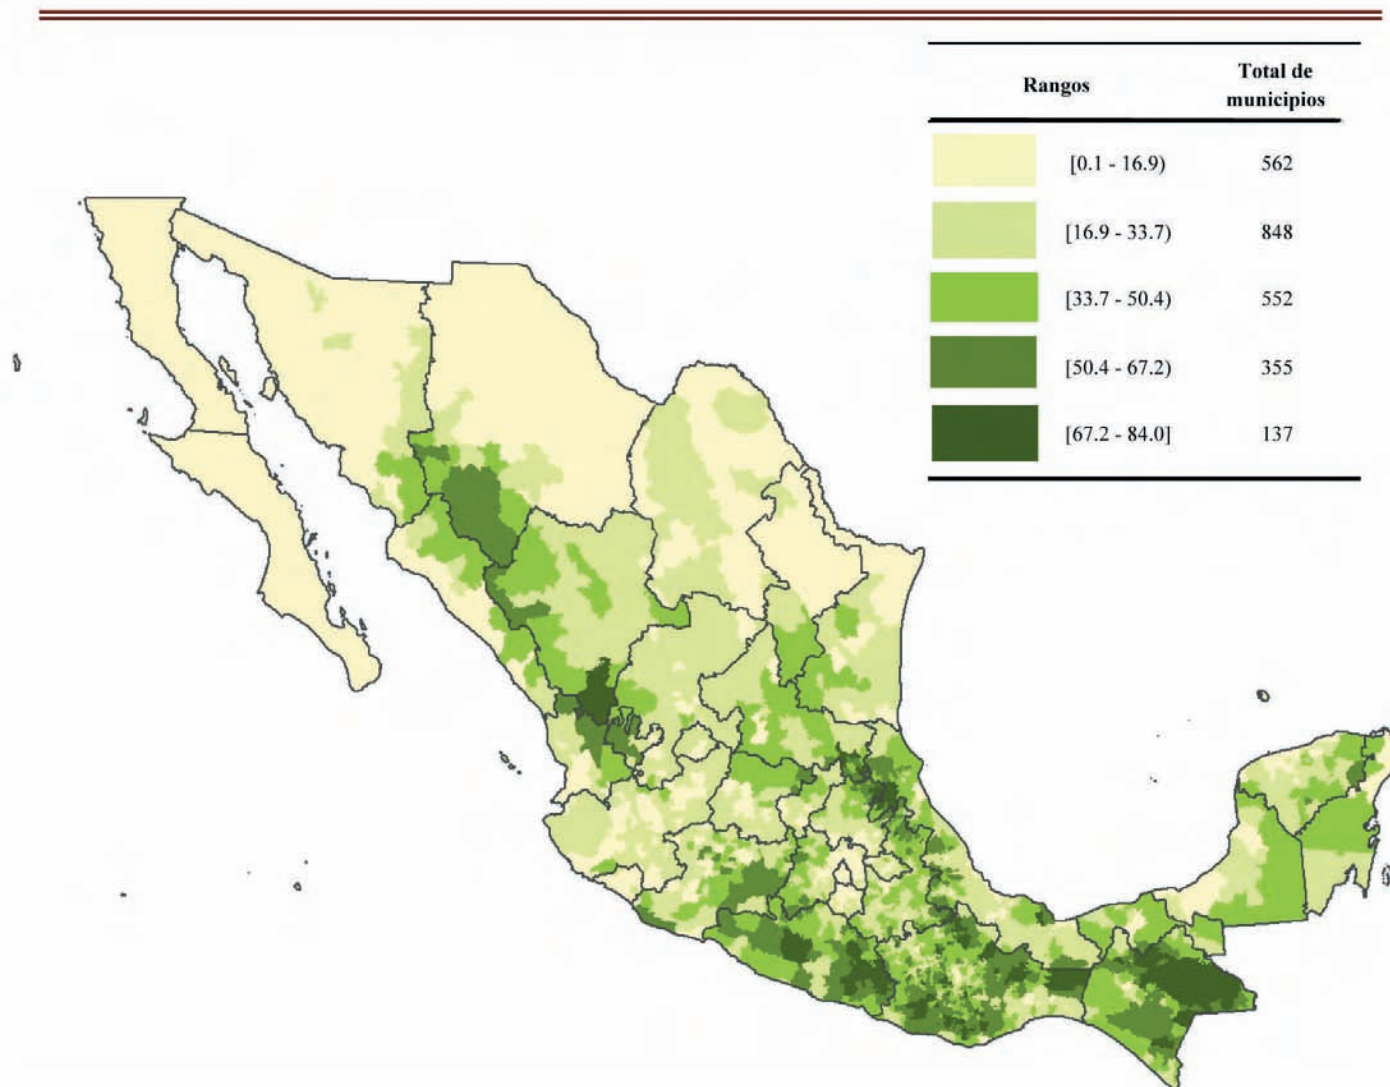 Rangos
Total de
municipios
[0.1 - 16.9) 562
[16.9 - 33.7) 848
[33.7 - 50.4) 552
[50.4 - 67.2) 355
[67.2 - 84.0] 137